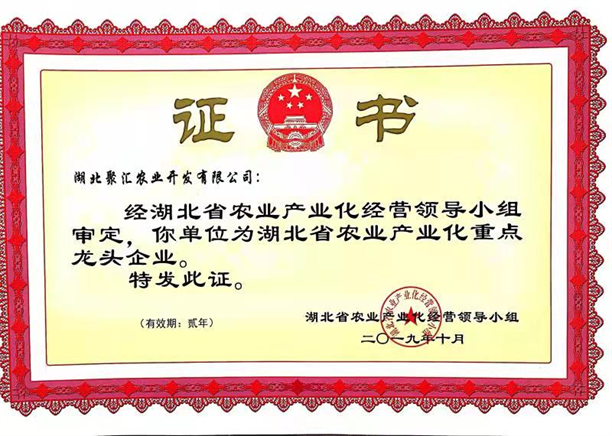 证 书
湖北聚汇农业开发有限公司：
经湖北省农业产业化经营领导小组
审定，你单位为湖北省农业产业化重点
龙头企业。
特发此证。
（有效期：贰年）
湖北省农业产业化经营领导小组
二〇一九年十月